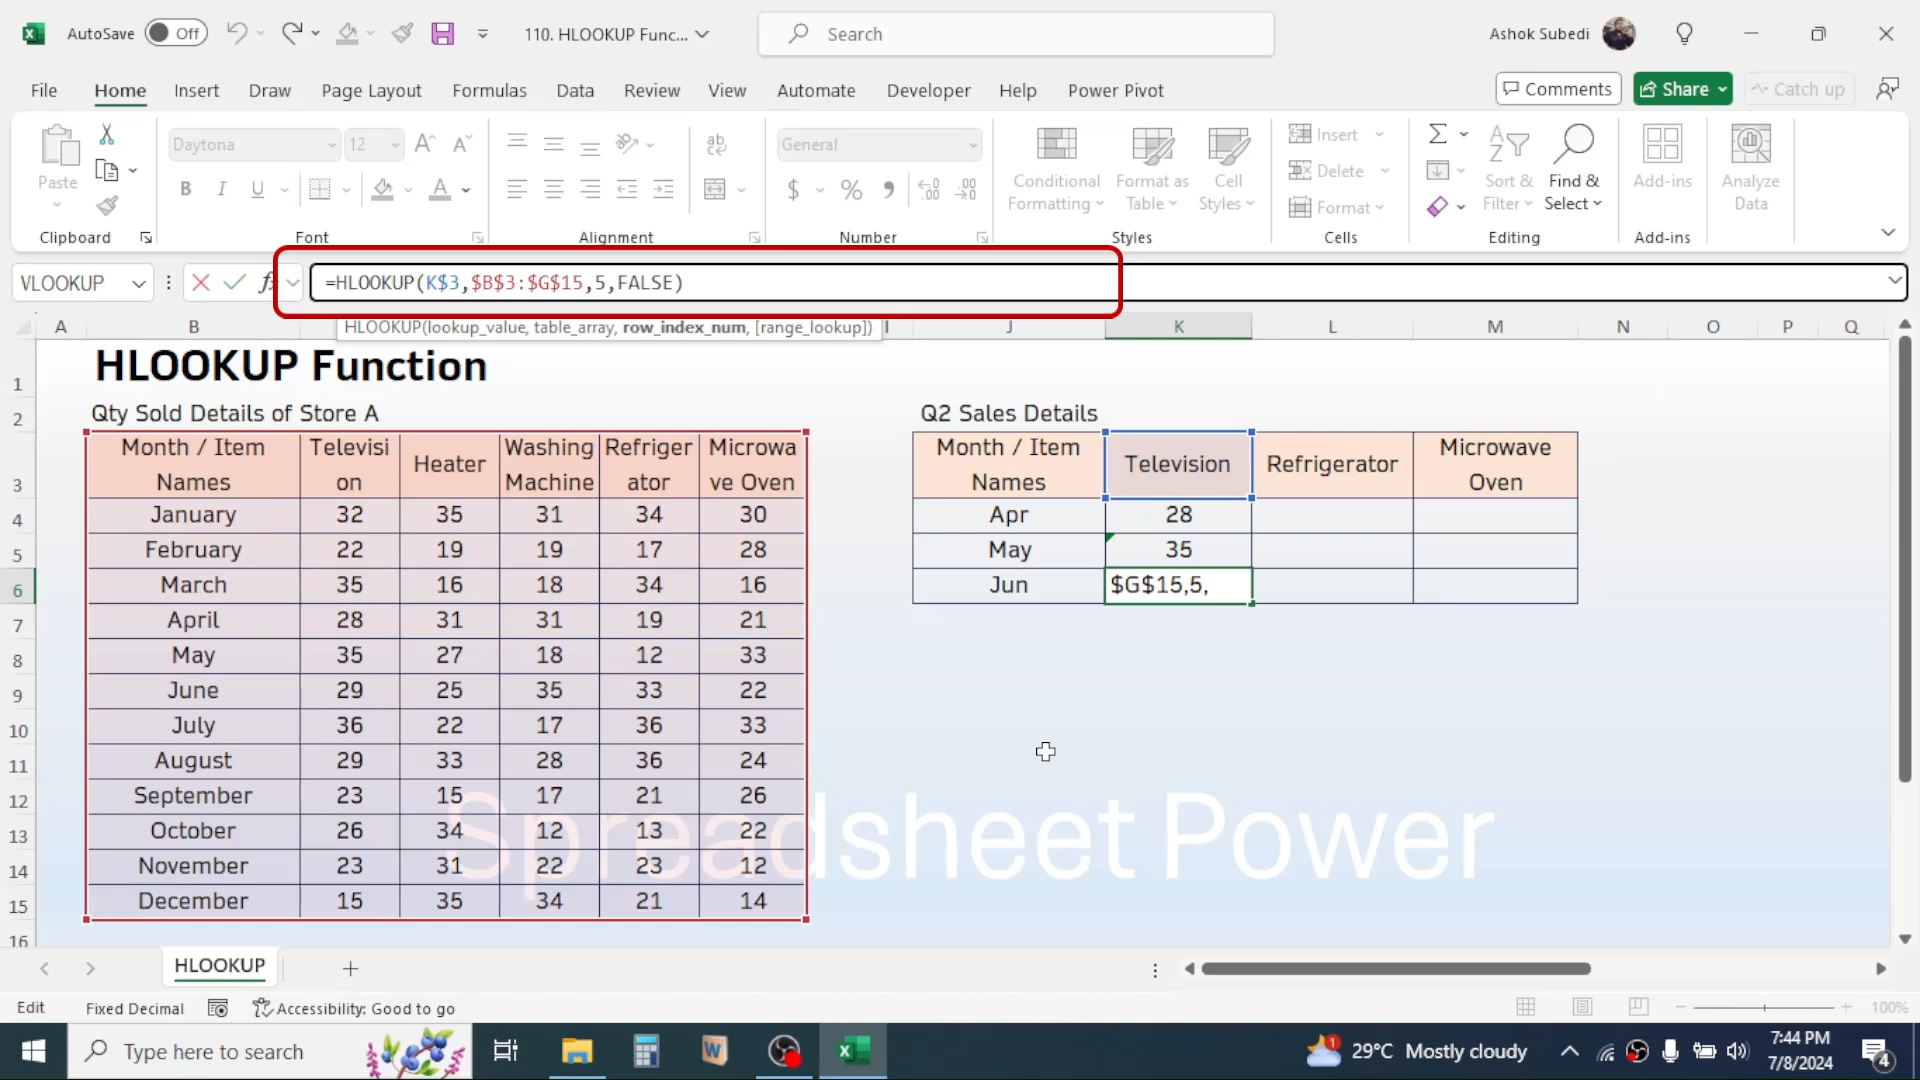 AutoSave Off 110. HLOOKUP Func... Search Ashok Subedi
File Home Insert Draw Page Layout Formulas Data Review View Automate Developer Help Power Pivot Comments Share Catch up
Paste Daytona 12 General Conditional Formatting Format as Table Cell Styles Insert Delete Format Sort & Filter Find & Select Add-ins Analyze Data
Clipboard Font Alignment Number Styles Cells Editing Add-ins
VLOOKUP fx =HLOOKUP(K$3,$B$3:$G$15,5,FALSE)
HLOOKUP(lookup_value, table_array, row_index_num, [range_lookup])
A B I J K L M N O P Q
1 HLOOKUP Function
2 Qty Sold Details of Store A Q2 Sales Details
3 Month / Item Names Television Heater Washing Machine Refrigerator Microwave Oven Month / Item Names Television Refrigerator Microwave Oven
4 January 32 35 31 34 30 Apr 28
5 February 22 19 19 17 28 May 35
6 March 35 16 18 34 16 Jun $G$15,5,
7 April 28 31 31 19 21
8 May 35 27 18 12 33
9 June 29 25 35 33 22
10 July 36 22 17 36 33
11 August 29 33 28 36 24
12 September 23 15 17 21 26
13 October 26 34 12 13 22
14 November 23 31 22 23 12
15 December 15 35 34 21 14
Spreadsheet Power
16
HLOOKUP
Edit Fixed Decimal Accessibility: Good to go 100%
Type here to search 1 29°C Mostly cloudy 7:44 PM
7/8/2024 4